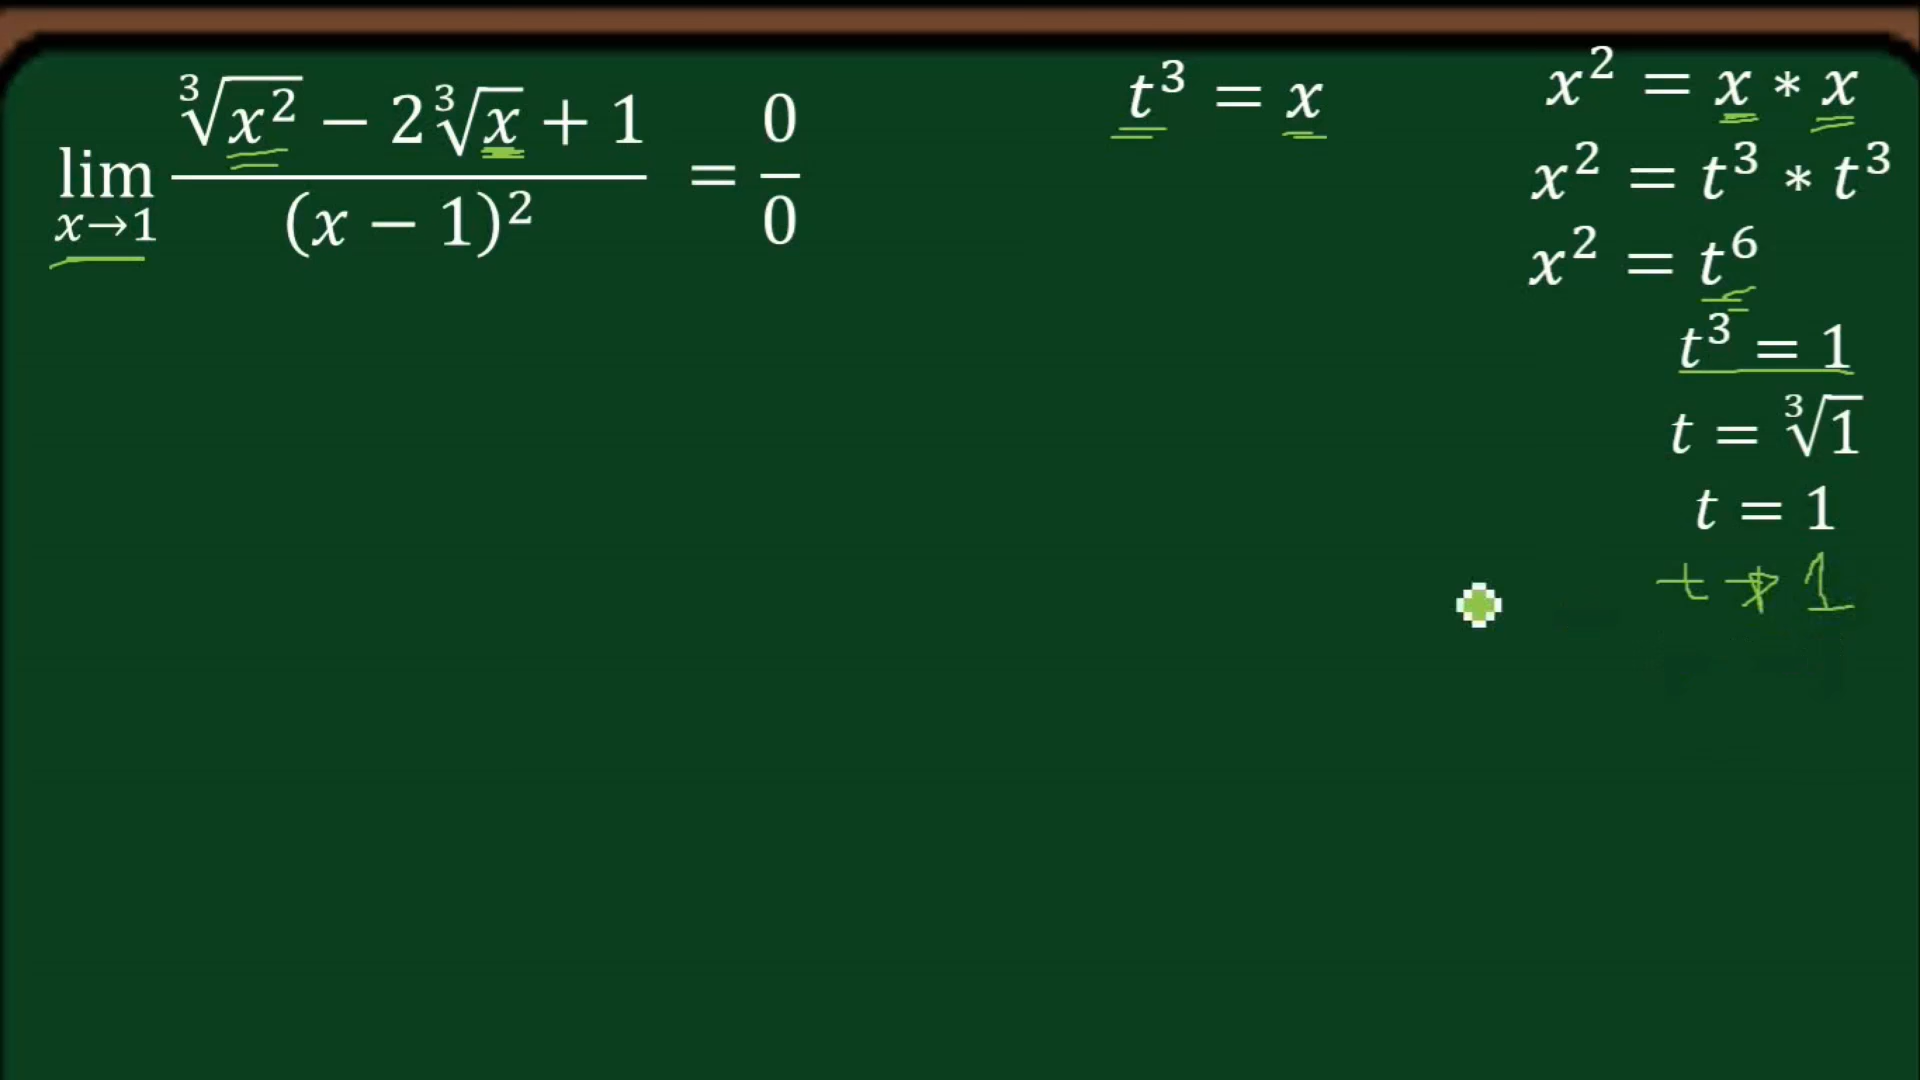 lim x→1 (∛x² − 2∛x + 1) / (x − 1)² = 0/0
t³ = x
x² = x * x
x² = t³ * t³
x² = t⁶
t³ = 1
t = ∛1
t = 1
t → 1